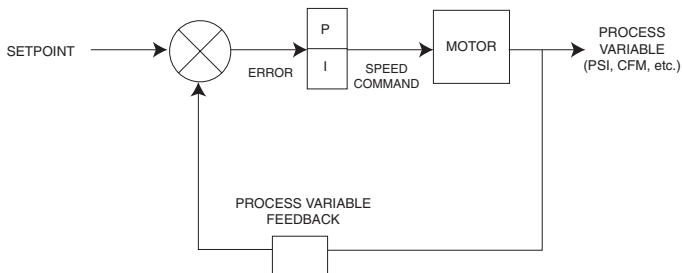 SETPOINT
ERROR
P
I
SPEED
COMMAND
MOTOR
PROCESS
VARIABLE
(PSI, CFM, etc.)
PROCESS VARIABLE
FEEDBACK